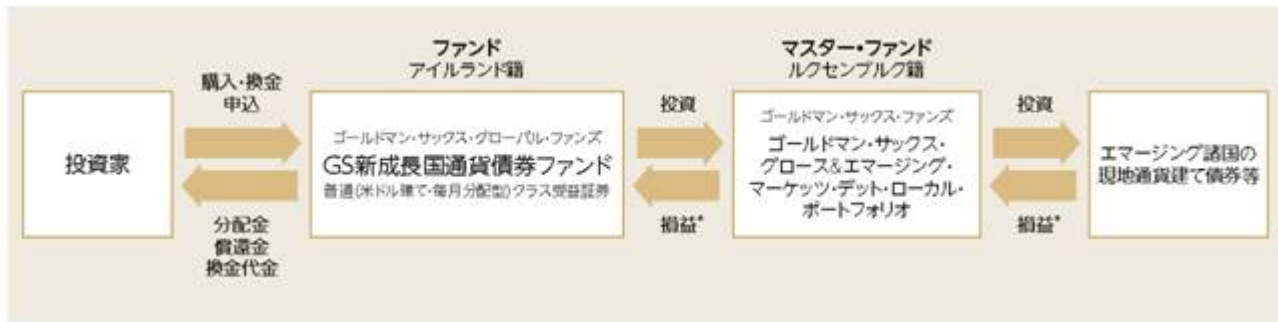 ファンド
アイルランド籍
マスター・ファンド
ルクセンブルク籍
購入・換金
申込
投資
投資
投資家
ゴールドマン・サックス・グローバル・ファンズ
GS新成長国通貨債券ファンド
普通(米ドル建て・毎月分配型)クラス受益証券
ゴールドマン・サックス・ファンズ
ゴールドマン・サックス・
グロース&エマージング・
マーケッツ・デット・ローカル・
ポートフォリオ
エマージング諸国の
現地通貨建て債券等
分配金
償還金
換金代金
損益*
損益*